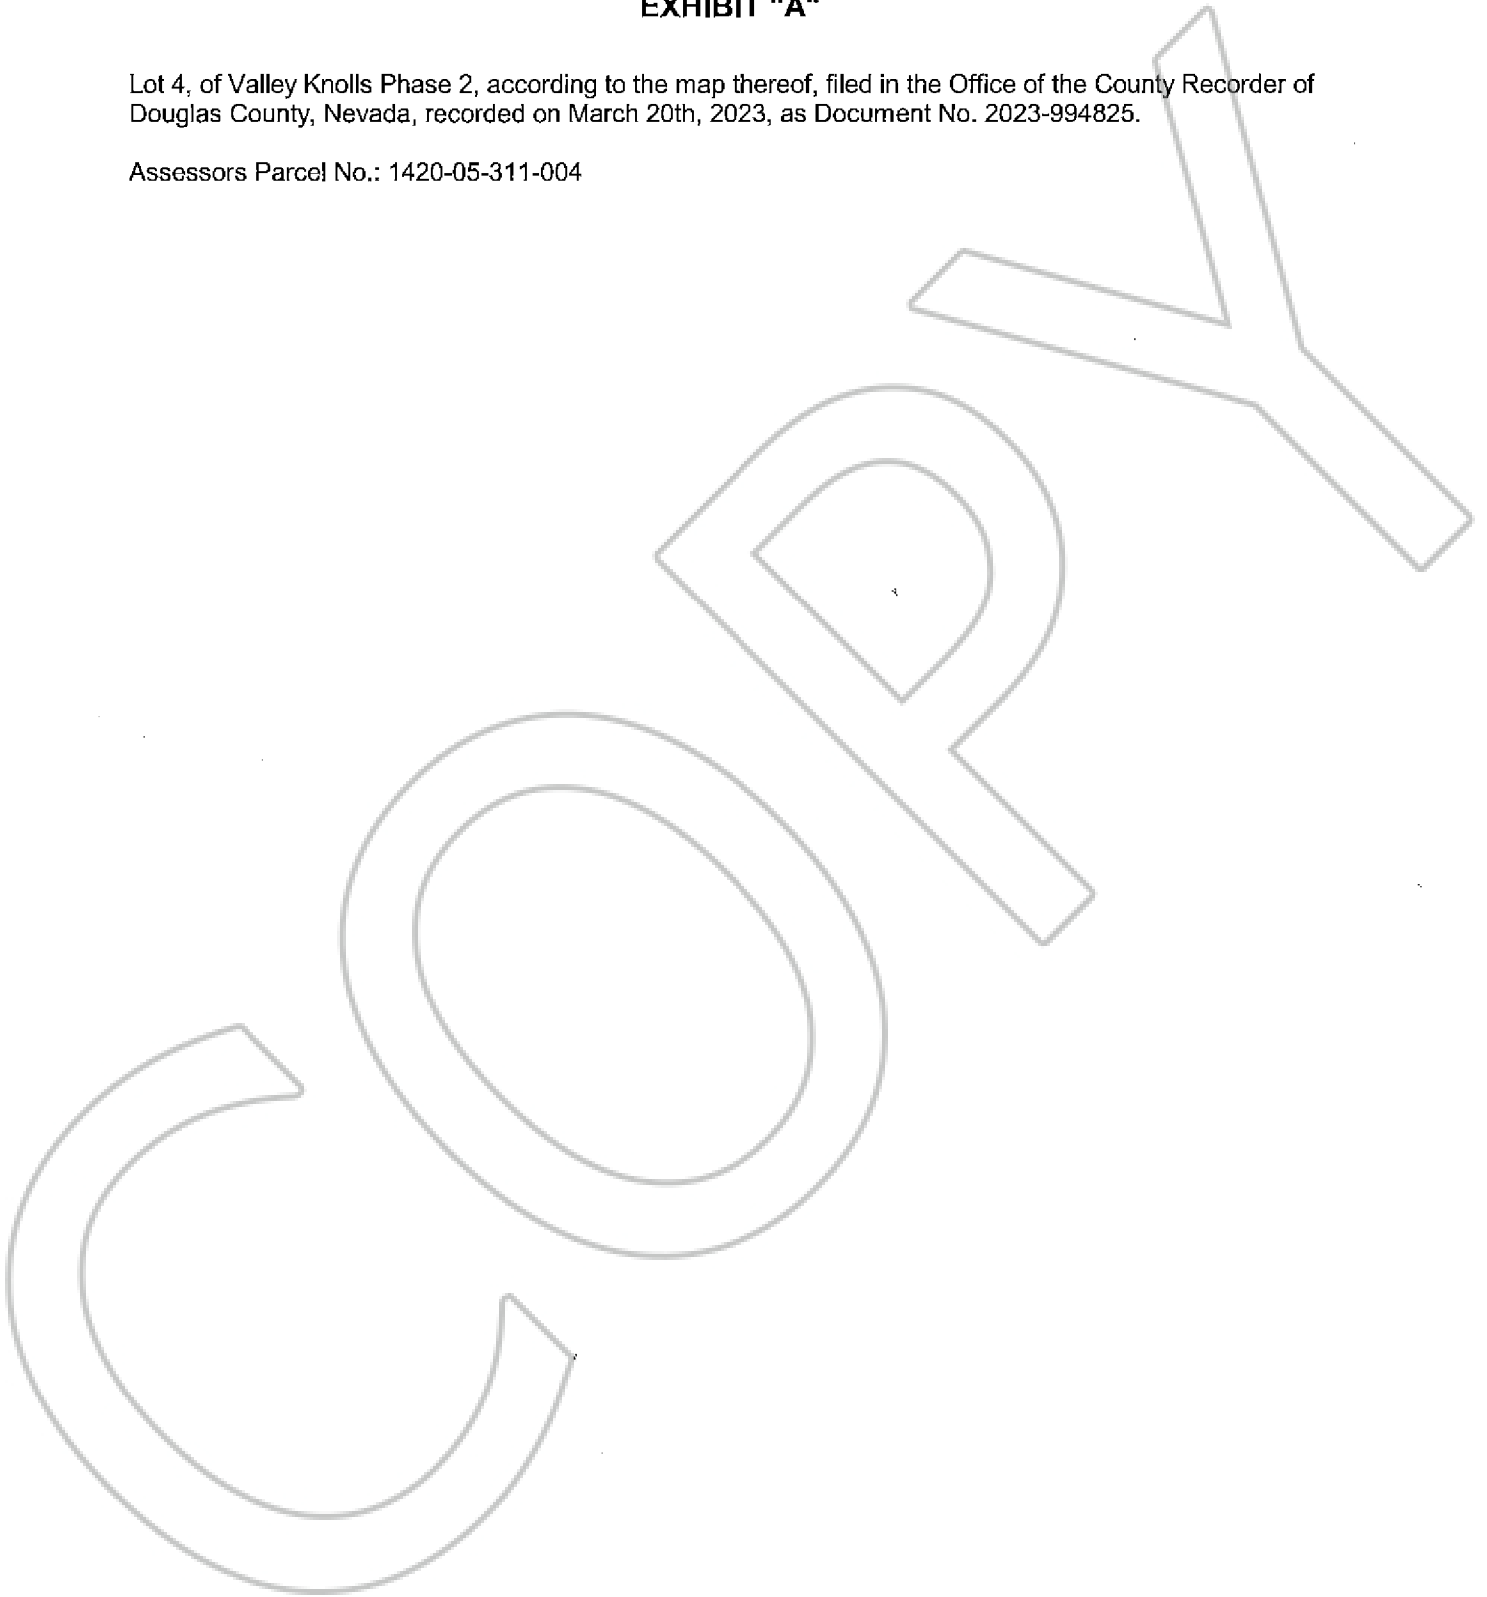 EXHIBIT "A"
Lot 4, of Valley Knolls Phase 2, according to the map thereof, filed in the Office of the County Recorder of
Douglas County, Nevada, recorded on March 20th, 2023, as Document No. 2023-994825.
Assessors Parcel No.: 1420-05-311-004
COPY